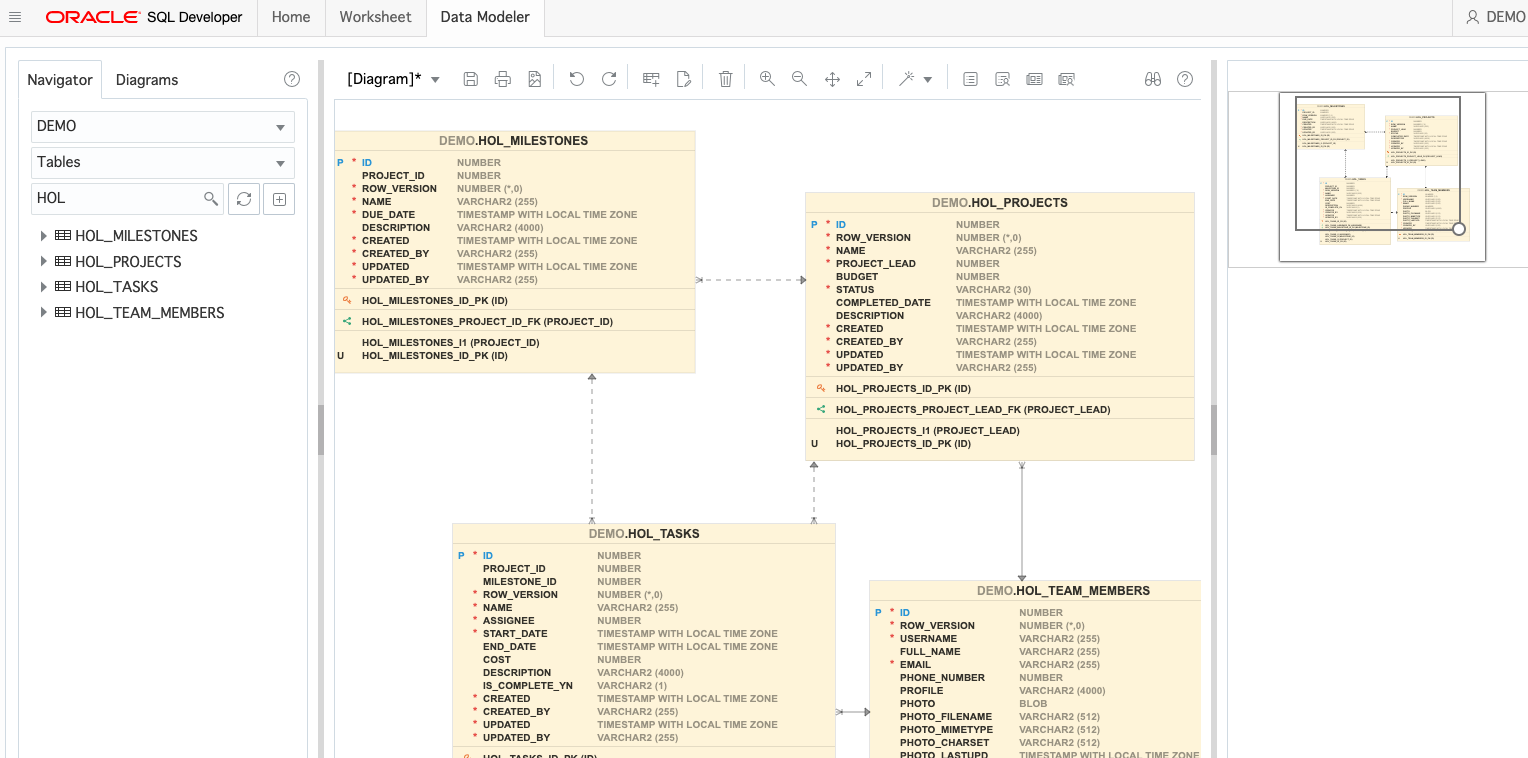 ORACLE SQL Developer Home Worksheet Data Modeler DEMO
Navigator Diagrams
[Diagram]*
DEMO
Tables
HOL
HOL_MILESTONES
HOL_PROJECTS
HOL_TASKS
HOL_TEAM_MEMBERS
DEMO.HOL_MILESTONES
P * ID NUMBER
PROJECT_ID NUMBER
* ROW_VERSION NUMBER (*,0)
* NAME VARCHAR2 (255)
* DUE_DATE TIMESTAMP WITH LOCAL TIME ZONE
DESCRIPTION VARCHAR2 (4000)
* CREATED TIMESTAMP WITH LOCAL TIME ZONE
* CREATED_BY VARCHAR2 (255)
* UPDATED TIMESTAMP WITH LOCAL TIME ZONE
* UPDATED_BY VARCHAR2 (255)
HOL_MILESTONES_ID_PK (ID)
HOL_MILESTONES_PROJECT_ID_FK (PROJECT_ID)
HOL_MILESTONES_I1 (PROJECT_ID)
U HOL_MILESTONES_ID_PK (ID)
DEMO.HOL_PROJECTS
P * ID NUMBER
* ROW_VERSION NUMBER (*,0)
* NAME VARCHAR2 (255)
* PROJECT_LEAD NUMBER
BUDGET NUMBER
* STATUS VARCHAR2 (30)
COMPLETED_DATE TIMESTAMP WITH LOCAL TIME ZONE
DESCRIPTION VARCHAR2 (4000)
* CREATED TIMESTAMP WITH LOCAL TIME ZONE
* CREATED_BY VARCHAR2 (255)
* UPDATED TIMESTAMP WITH LOCAL TIME ZONE
* UPDATED_BY VARCHAR2 (255)
HOL_PROJECTS_ID_PK (ID)
HOL_PROJECTS_PROJECT_LEAD_FK (PROJECT_LEAD)
HOL_PROJECTS_I1 (PROJECT_LEAD)
U HOL_PROJECTS_ID_PK (ID)
DEMO.HOL_TASKS
P * ID NUMBER
PROJECT_ID NUMBER
MILESTONE_ID NUMBER
* ROW_VERSION NUMBER (*,0)
* NAME VARCHAR2 (255)
* ASSIGNEE NUMBER
* START_DATE TIMESTAMP WITH LOCAL TIME ZONE
END_DATE TIMESTAMP WITH LOCAL TIME ZONE
COST NUMBER
DESCRIPTION VARCHAR2 (4000)
IS_COMPLETE_YN VARCHAR2 (1)
* CREATED TIMESTAMP WITH LOCAL TIME ZONE
* CREATED_BY VARCHAR2 (255)
* UPDATED TIMESTAMP WITH LOCAL TIME ZONE
* UPDATED_BY VARCHAR2 (255)
HOL_TASKS_ID_PK (ID)
DEMO.HOL_TEAM_MEMBERS
P * ID NUMBER
* ROW_VERSION NUMBER (*,0)
* USERNAME VARCHAR2 (255)
FULL_NAME VARCHAR2 (255)
* EMAIL VARCHAR2 (255)
PHONE_NUMBER NUMBER
PROFILE VARCHAR2 (4000)
PHOTO BLOB
PHOTO_FILENAME VARCHAR2 (512)
PHOTO_MIMETYPE VARCHAR2 (512)
PHOTO_CHARSET VARCHAR2 (512)
PHOTO_LASTUPD TIMESTAMP WITH LOCAL TIME ZONE